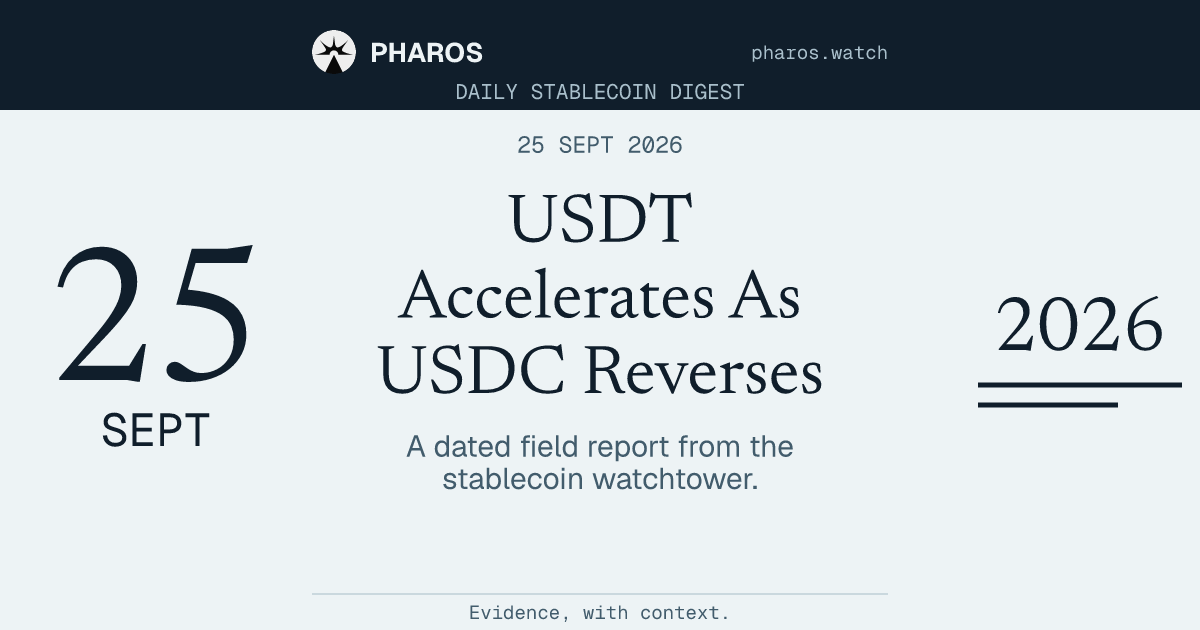 PHAROS
pharos.watch
DAILY STABLECOIN DIGEST
25 SEPT 2026
USDT
Accelerates As
USDC Reverses
A dated field report from the
stablecoin watchtower.
25
SEPT
2026
Evidence, with context.